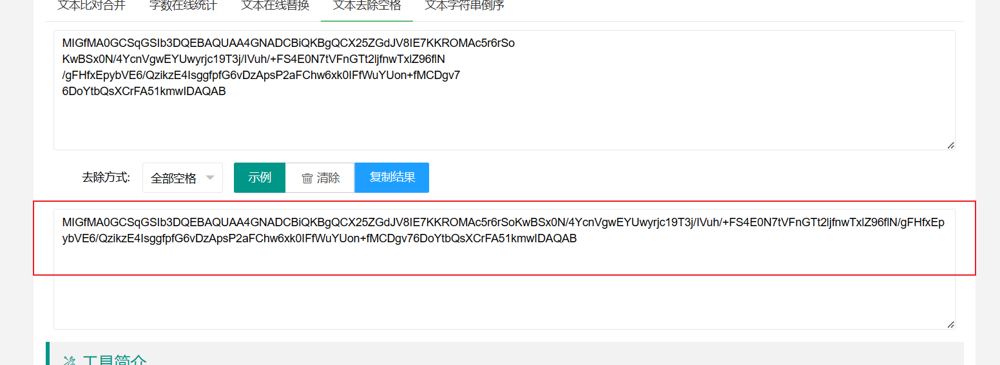 文本比对合并 字数在线统计 文本在线替换 文本去除空格 文本字符串倒序
MIGfMA0GCSqGSIb3DQEBAQUAA4GNADCBiQKBgQCX25ZGdJV8IE7KKROMAc5r6rSo
KwBSx0N/4YcnVgwEYUwyrjc19T3j/IVuh/+FS4E0N7tVFnGTt2ljfnwTxlZ96flN
/gFHfxEpybVE6/QzikzE4IsggfpfG6vDzApsP2aFChw6xk0IFfWuYUon+fMCDgv7
6DoYtbQsXCrFA51kmwIDAQAB
去除方式: 全部空格 示例 清除 复制结果
MIGfMA0GCSqGSIb3DQEBAQUAA4GNADCBiQKBgQCX25ZGdJV8IE7KKROMAc5r6rSoKwBSx0N/4YcnVgwEYUwyrjc19T3j/IVuh/+FS4E0N7tVFnGTt2ljfnwTxlZ96flN/gFHfxEp
ybVE6/QzikzE4IsggfpfG6vDzApsP2aFChw6xk0IFfWuYUon+fMCDgv76DoYtbQsXCrFA51kmwIDAQAB
工具简介